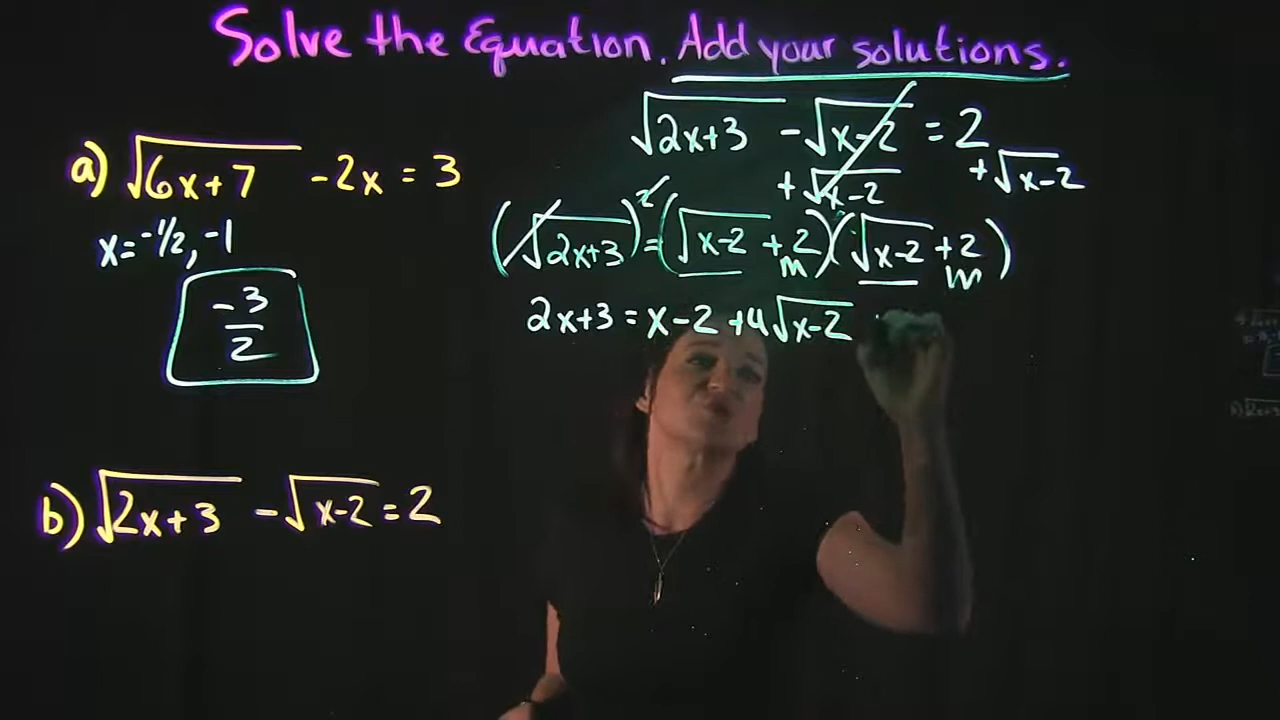 Solve the Equation. Add your solutions.
a) √6x+7 -2x = 3
x= -1/2, -1
-3/2
b) √2x+3 -√x-2 = 2
√2x+3 -√x-2 = 2
+√x-2 +√x-2
(√2x+3)² = (√x-2 +2)(√x-2 +2)
2x+3 = x-2 +4√x-2